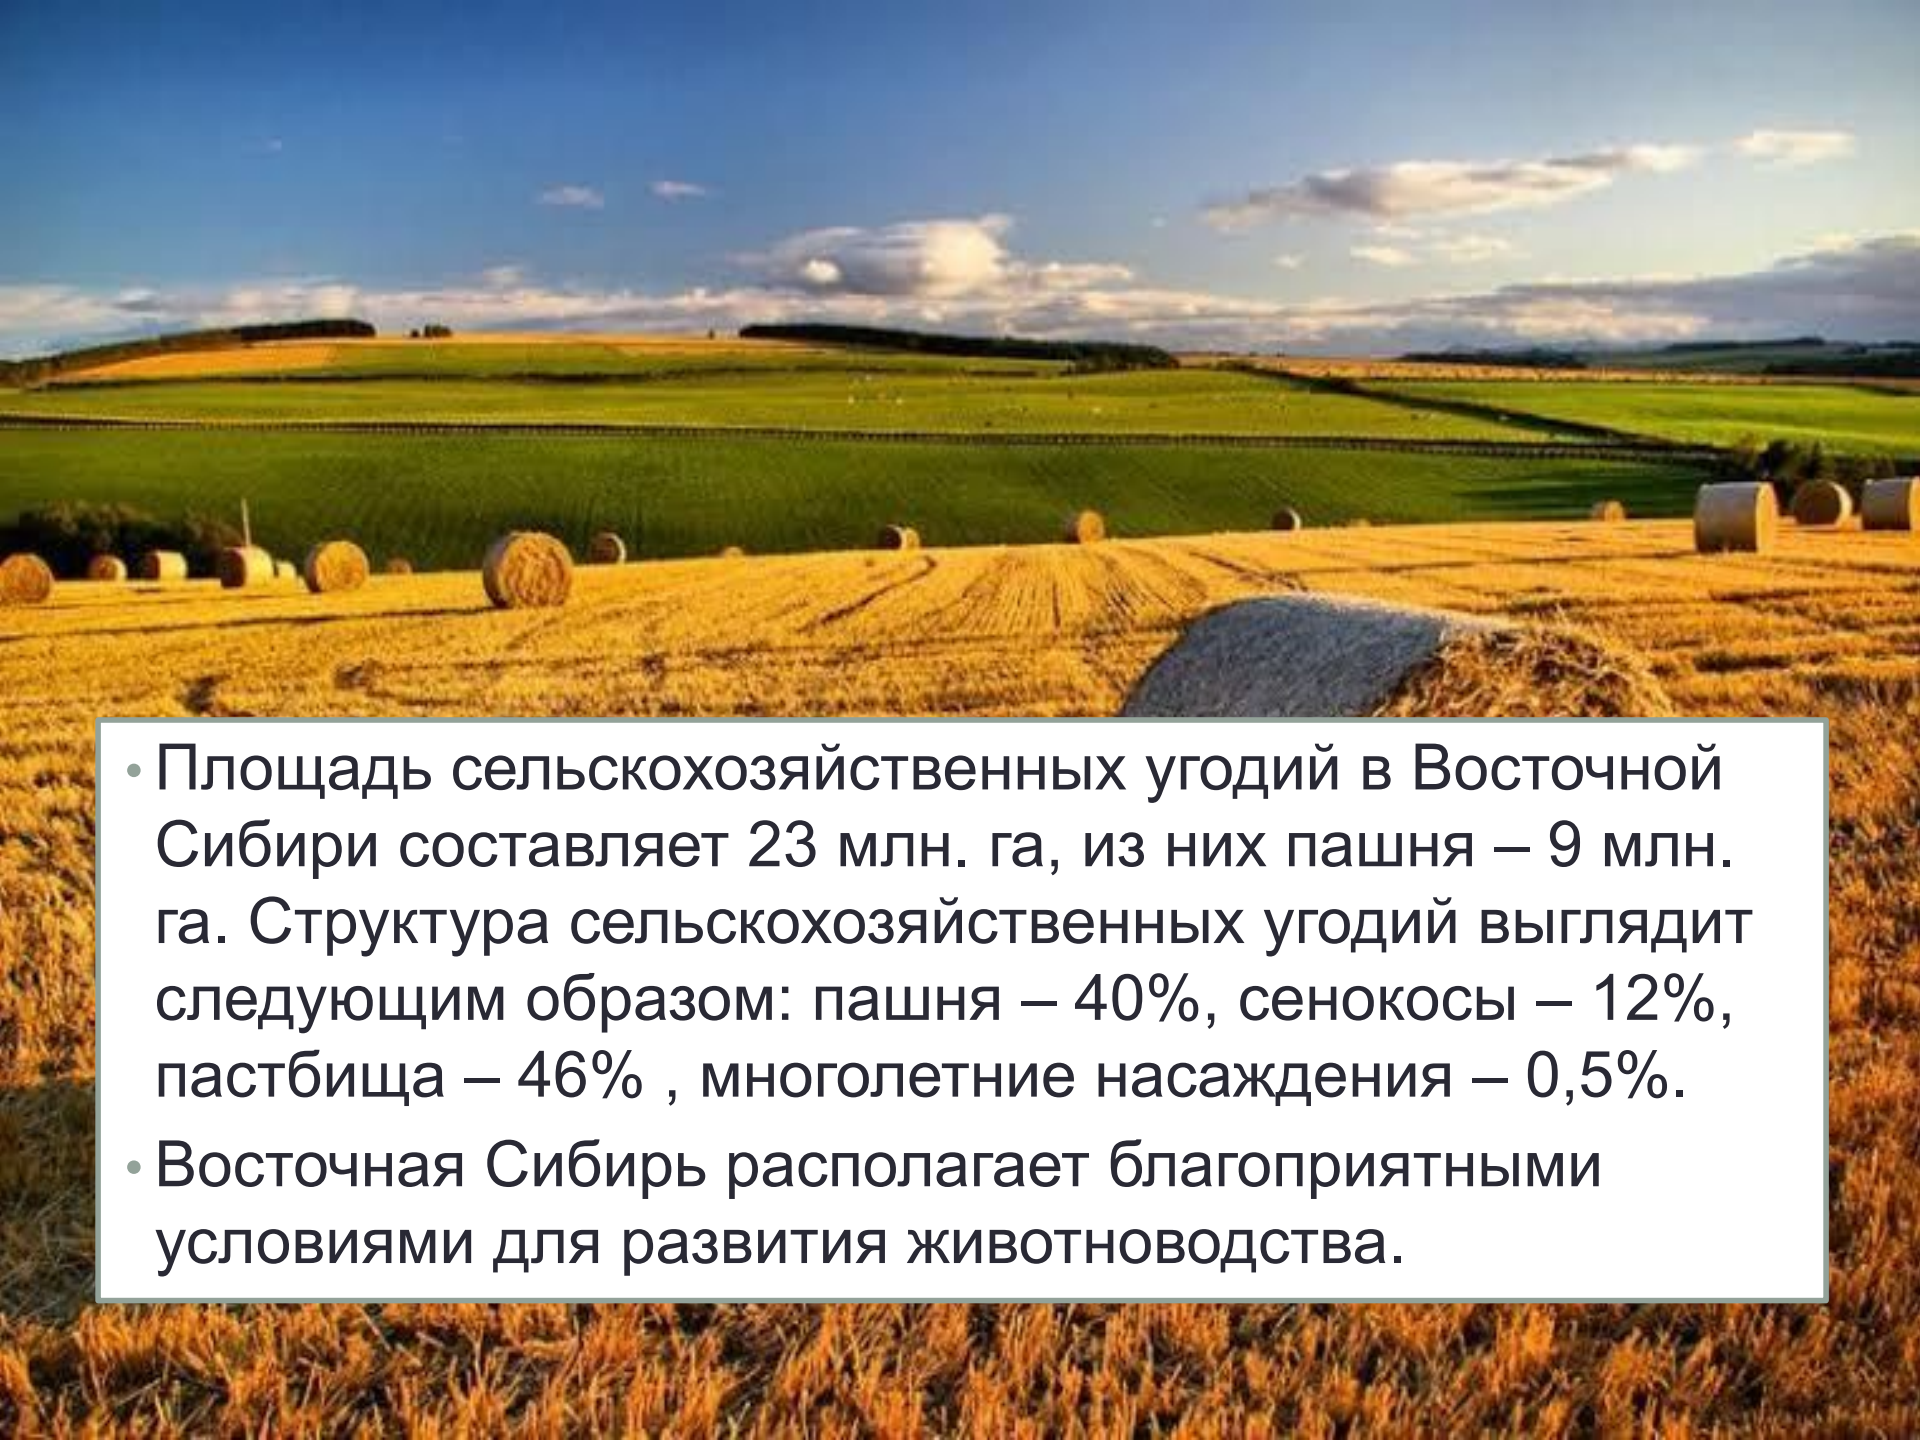 • Площадь сельскохозяйственных угодий в Восточной
Сибири составляет 23 млн. га, из них пашня – 9 млн.
га. Структура сельскохозяйственных угодий выглядит
следующим образом: пашня – 40%, сенокосы – 12%,
пастбища – 46% , многолетние насаждения – 0,5%.
• Восточная Сибирь располагает благоприятными
условиями для развития животноводства.